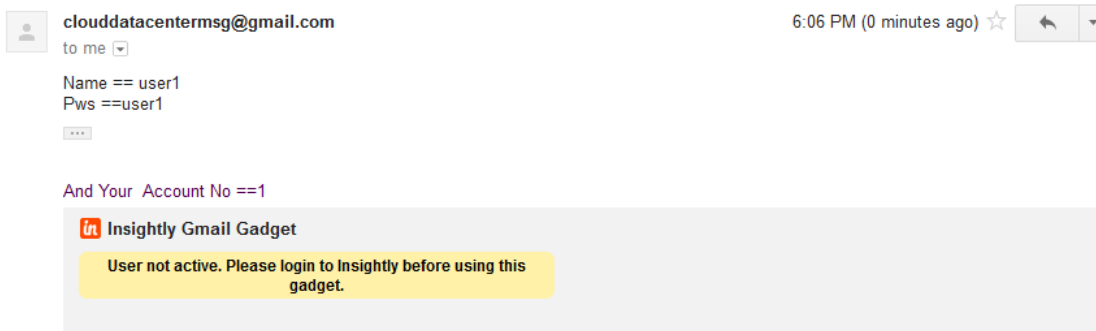 clouddatacentermsg@gmail.com 6:06 PM (0 minutes ago)
to me
Name == user1
Pws ==user1
And Your Account No ==1
in Insightly Gmail Gadget
User not active. Please login to Insightly before using this
gadget.